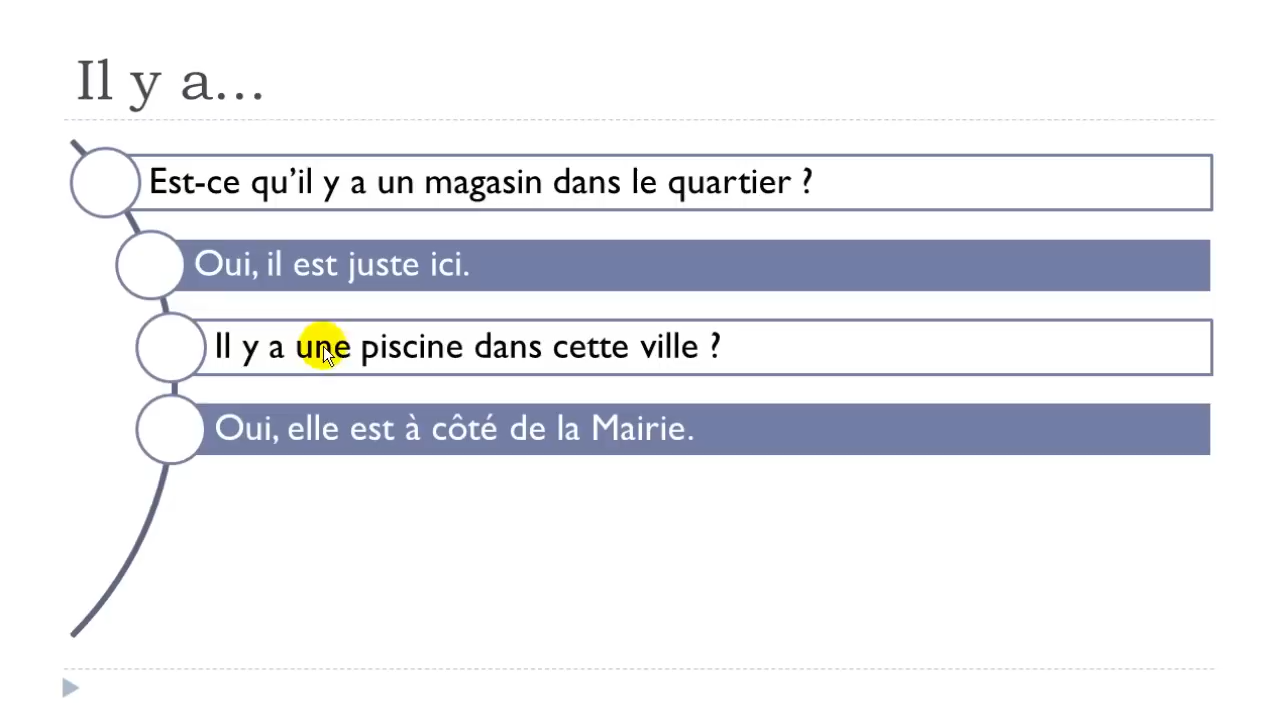 Il y a...
Est-ce qu’il y a un magasin dans le quartier ?
Oui, il est juste ici.
Il y a une piscine dans cette ville ?
Oui, elle est à côté de la Mairie.